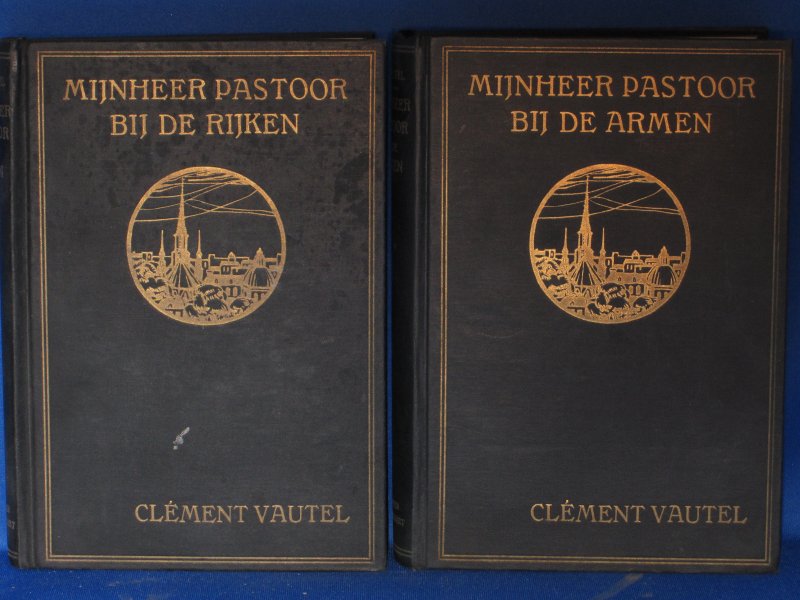 MIJNHEER PASTOOR
BIJ DE RIJKEN
CLÉMENT VAUTEL
MIJNHEER PASTOOR
BIJ DE ARMEN
CLÉMENT VAUTEL